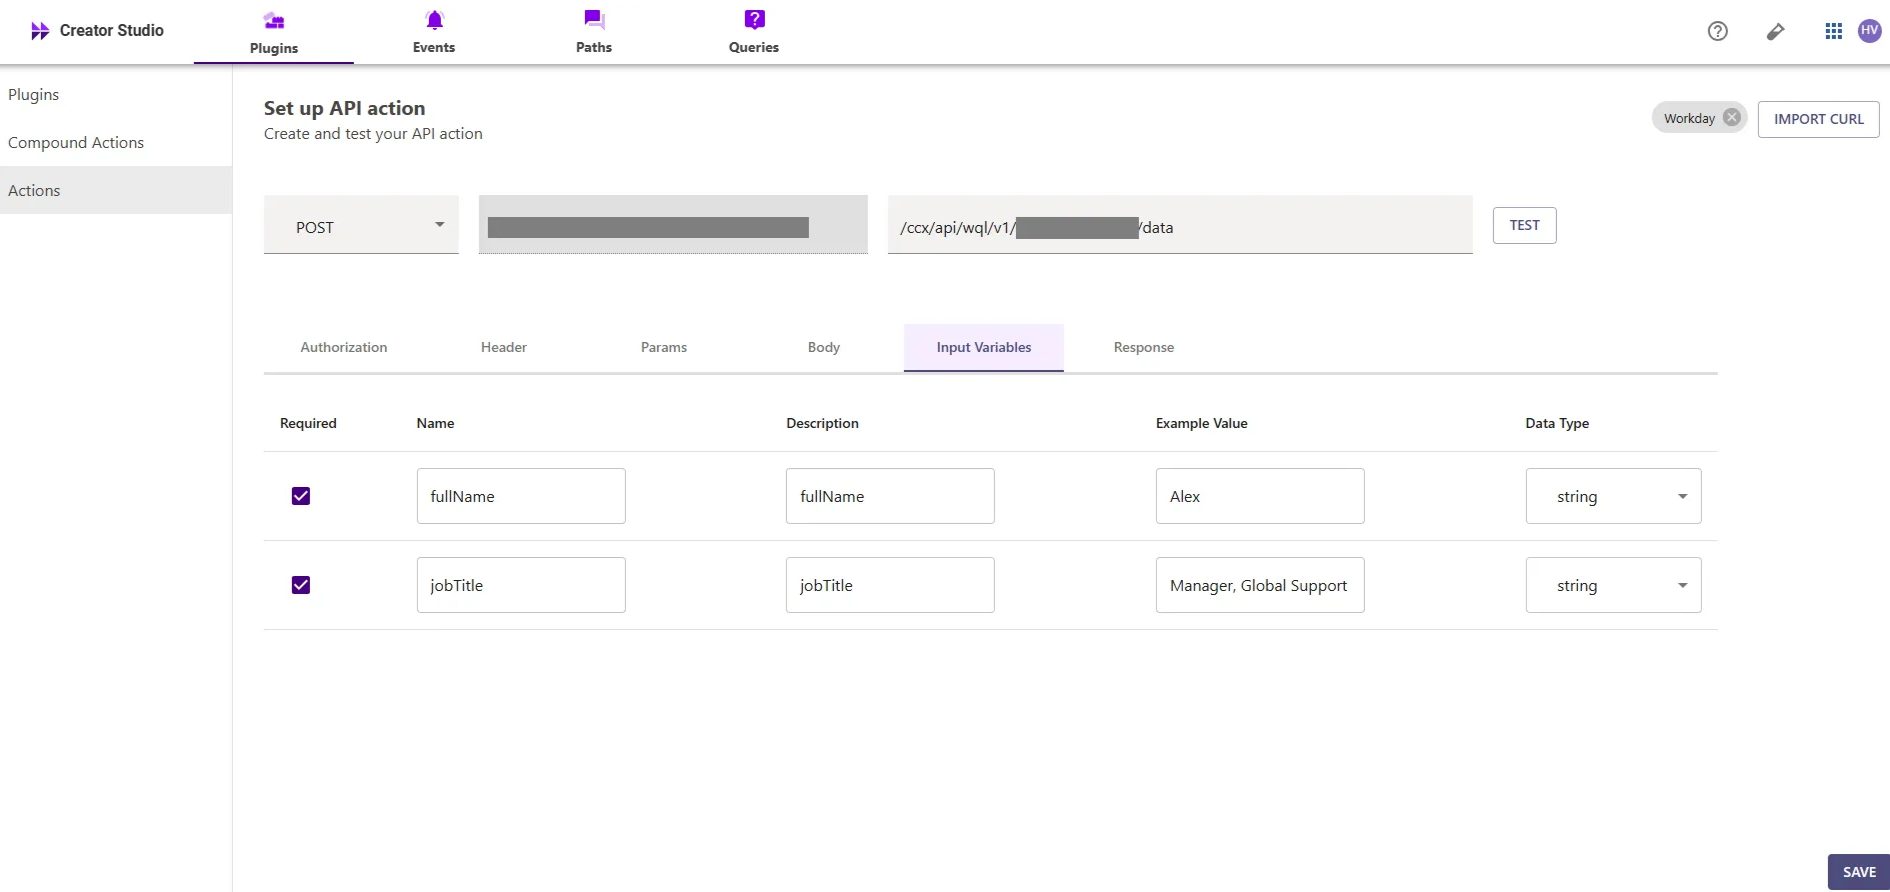 Creator Studio
Plugins
Events
Paths
Queries
HV
Plugins
Compound Actions
Actions
Set up API action
Create and test your API action
Workday
IMPORT CURL
POST
/ccx/api/wql/v1/ /data
TEST
Authorization
Header
Params
Body
Input Variables
Response
Required Name Description Example Value Data Type
fullName fullName Alex string
jobTitle jobTitle Manager, Global Support string
SAVE